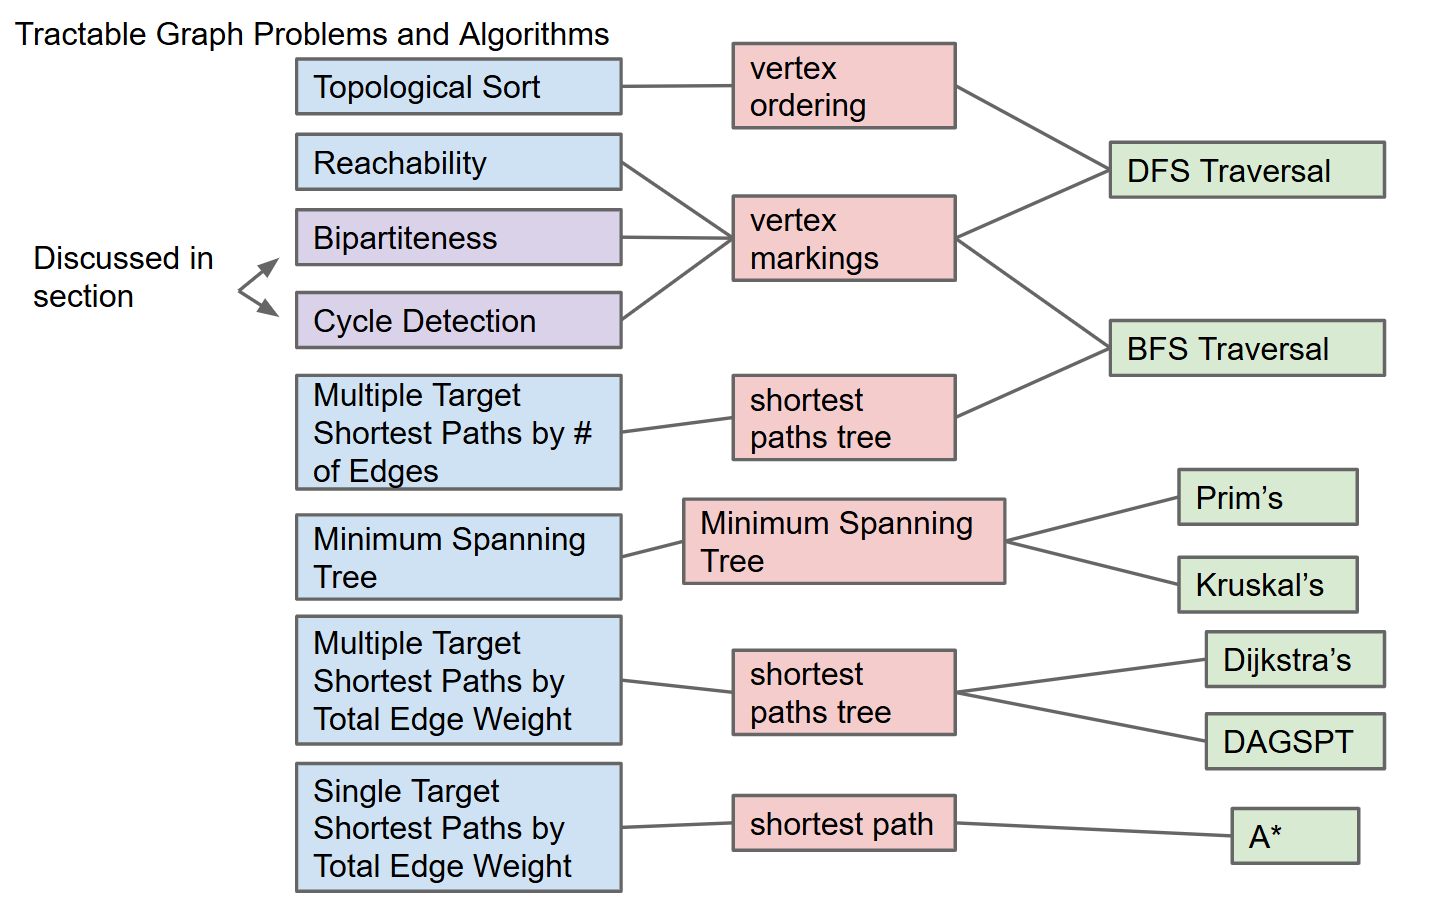 Tractable Graph Problems and Algorithms
Topological Sort
vertex
ordering
Reachability
DFS Traversal
Bipartiteness
vertex
markings
Discussed in
section
Cycle Detection
BFS Traversal
Multiple Target
Shortest Paths by #
of Edges
shortest
paths tree
Minimum Spanning
Tree
Minimum Spanning
Tree
Prim’s
Kruskal’s
Multiple Target
Shortest Paths by
Total Edge Weight
shortest
paths tree
Dijkstra’s
DAGSPT
Single Target
Shortest Paths by
Total Edge Weight
shortest path
A*